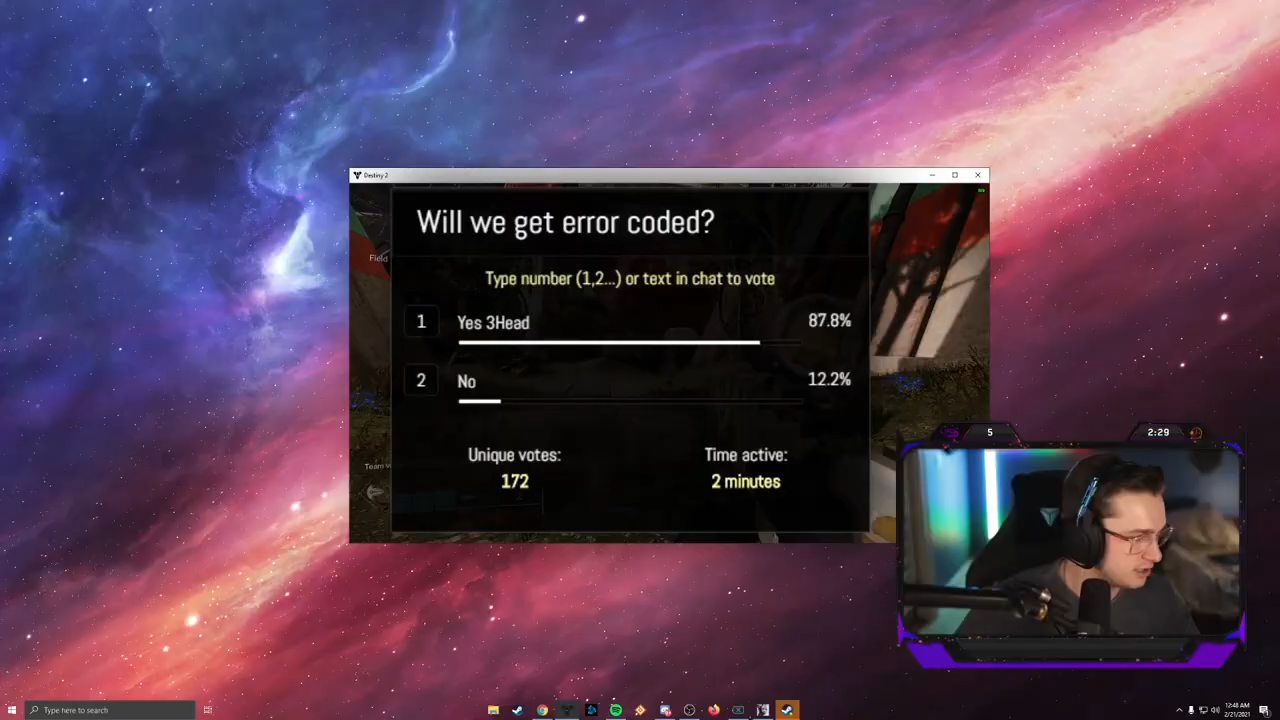 Destiny 2
Will we get error coded?
Field
Type number (1,2...) or text in chat to vote
1 Yes 3Head 87.8%
2 No 12.2%
Unique votes: Time active:
172 2 minutes
Team
5 2:29
Type here to search
12:48 AM
2/21/2021